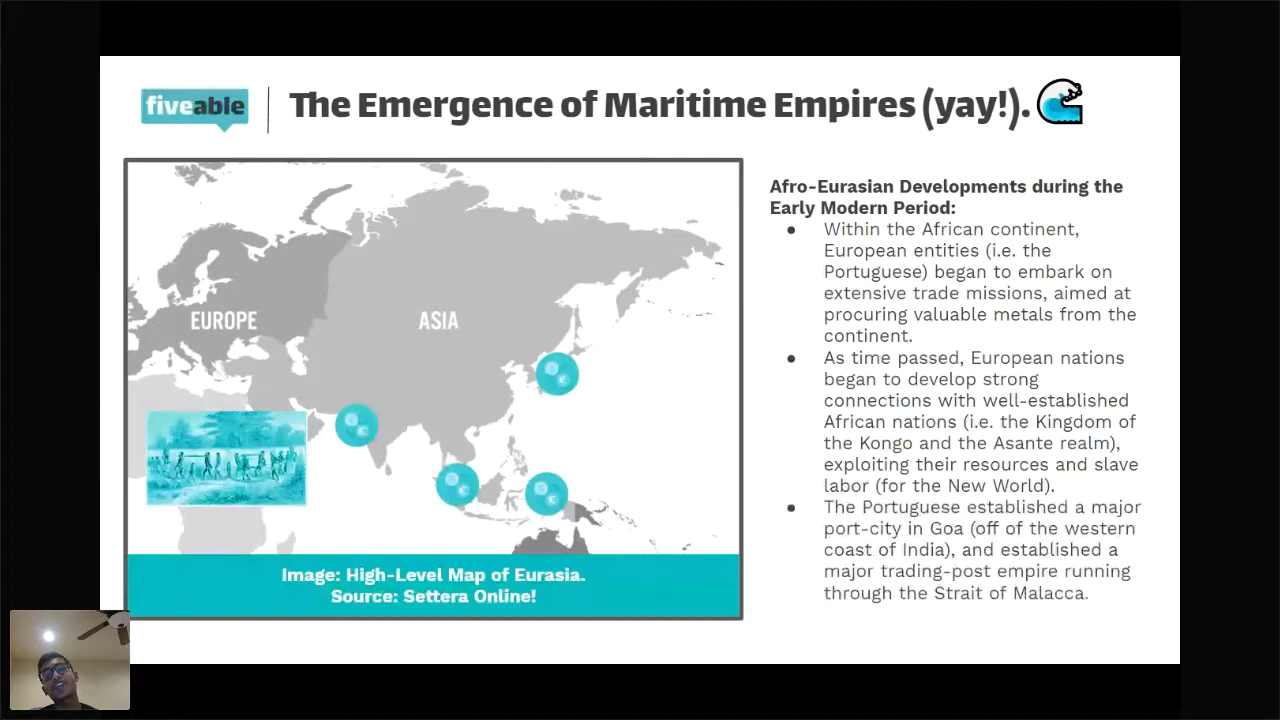 fiveable
The Emergence of Maritime Empires (yay!).
EUROPE
ASIA
Image: High-Level Map of Eurasia.
Source: Settera Online!
Afro-Eurasian Developments during the
Early Modern Period:
● Within the African continent,
European entities (i.e. the
Portuguese) began to embark on
extensive trade missions, aimed at
procuring valuable metals from the
continent.
● As time passed, European nations
began to develop strong
connections with well-established
African nations (i.e. the Kingdom of
the Kongo and the Asante realm),
exploiting their resources and slave
labor (for the New World).
● The Portuguese established a major
port-city in Goa (off of the western
coast of India), and established a
major trading-post empire running
through the Strait of Malacca.